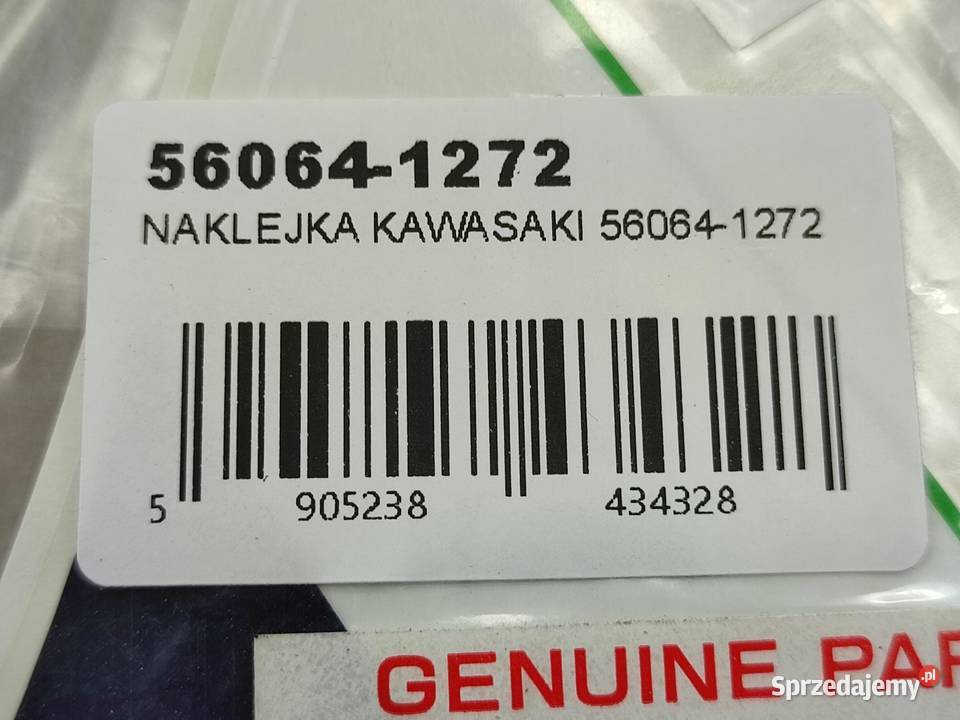 56064-1272
NAKLEJKA KAWASAKI 56064-1272
5 905238 434328
GENUINE PAR
Sprzedajemy.pl